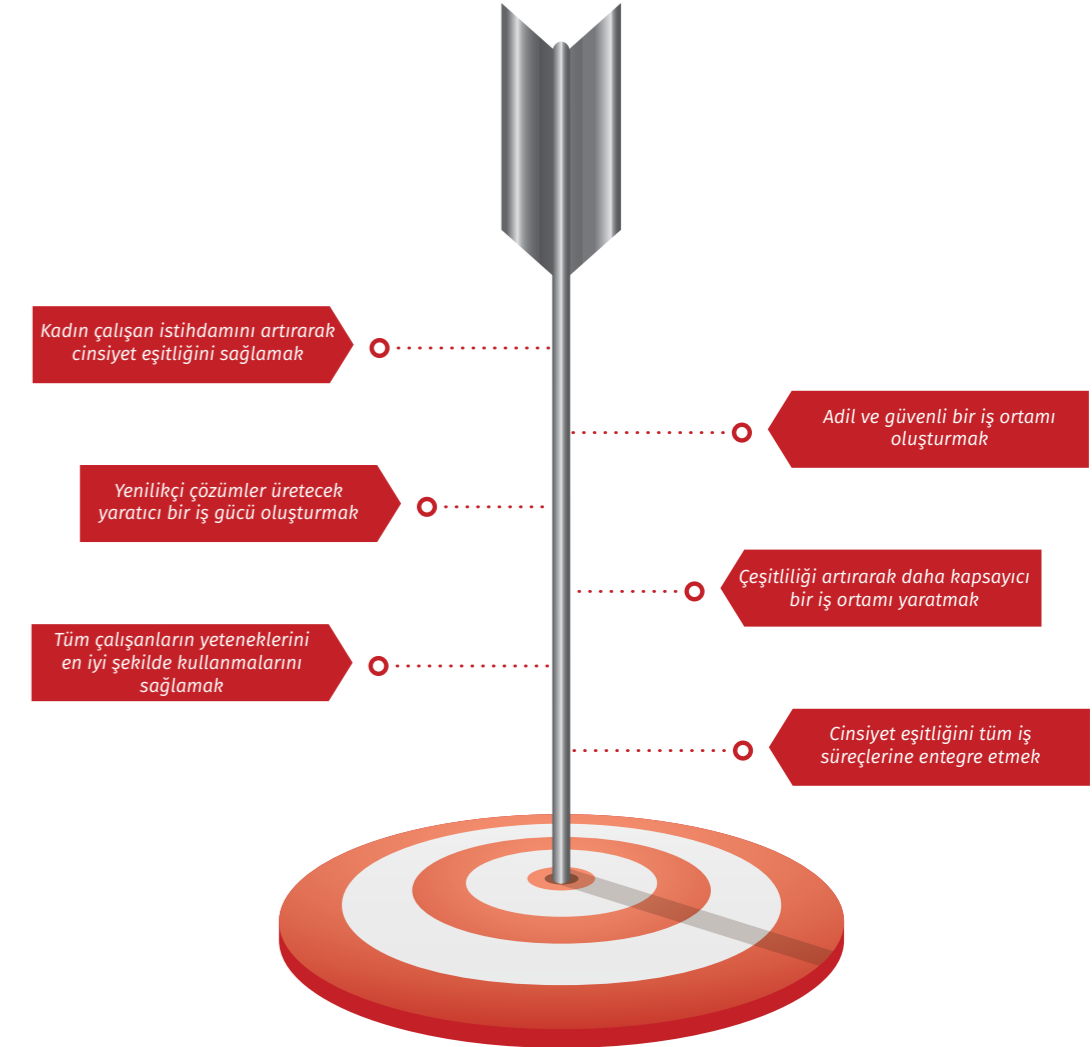 Kadın çalışan istihdamını artırarak
cinsiyet eşitliğini sağlamak
Adil ve güvenli bir iş ortamı
oluşturmak
Yenilikçi çözümler üretecek
yaratıcı bir iş gücü oluşturmak
Çeşitliliği artırarak daha kapsayıcı
bir iş ortamı yaratmak
Tüm çalışanların yeteneklerini
en iyi şekilde kullanmalarını
sağlamak
Cinsiyet eşitliğini tüm iş
süreçlerine entegre etmek